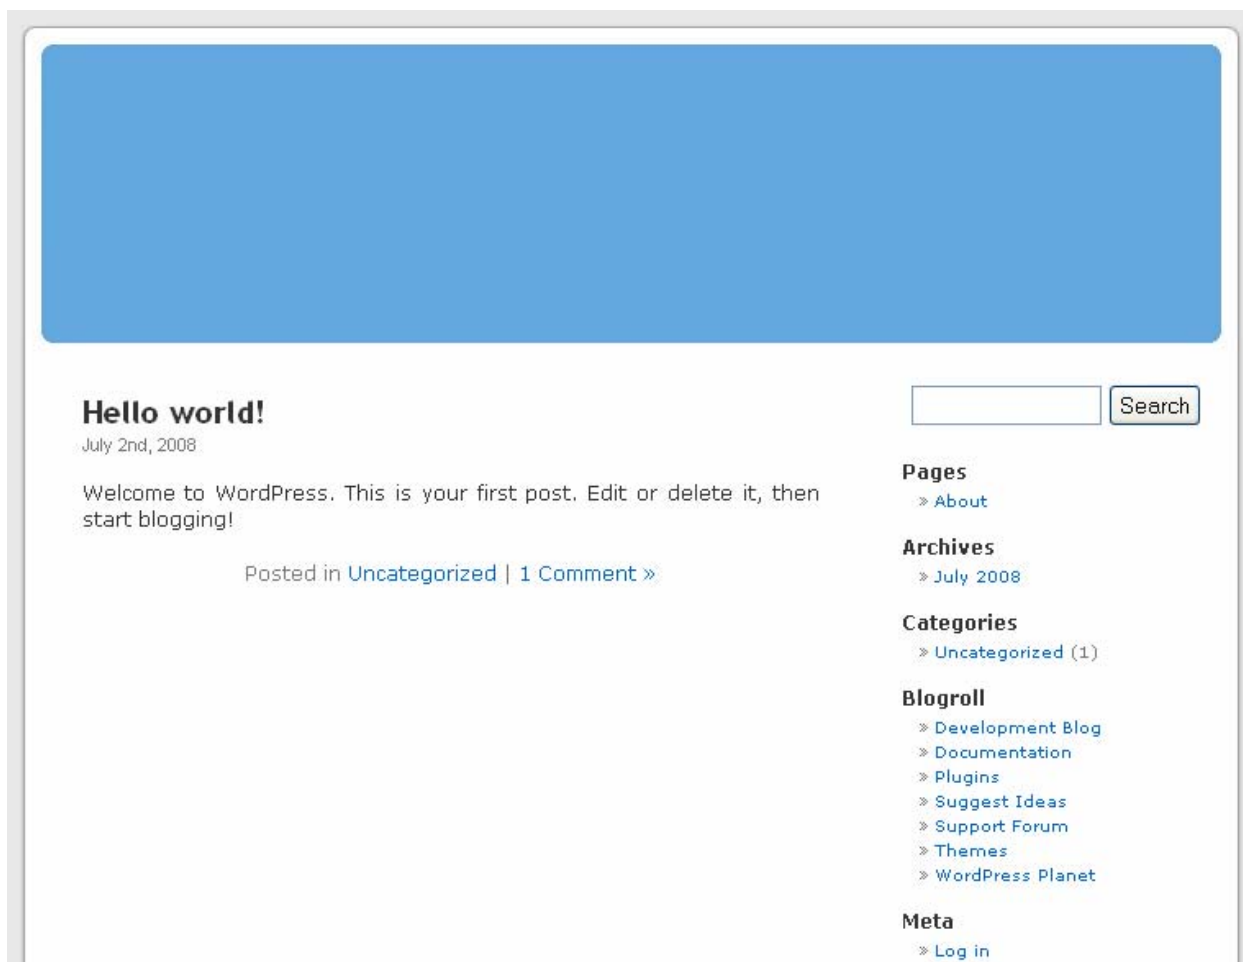 Hello world!
July 2nd, 2008
Welcome to WordPress. This is your first post. Edit or delete it, then
start blogging!
Posted in Uncategorized | 1 Comment »
Search
Pages
» About
Archives
» July 2008
Categories
» Uncategorized (1)
Blogroll
» Development Blog
» Documentation
» Plugins
» Suggest Ideas
» Support Forum
» Themes
» WordPress Planet
Meta
» Log in